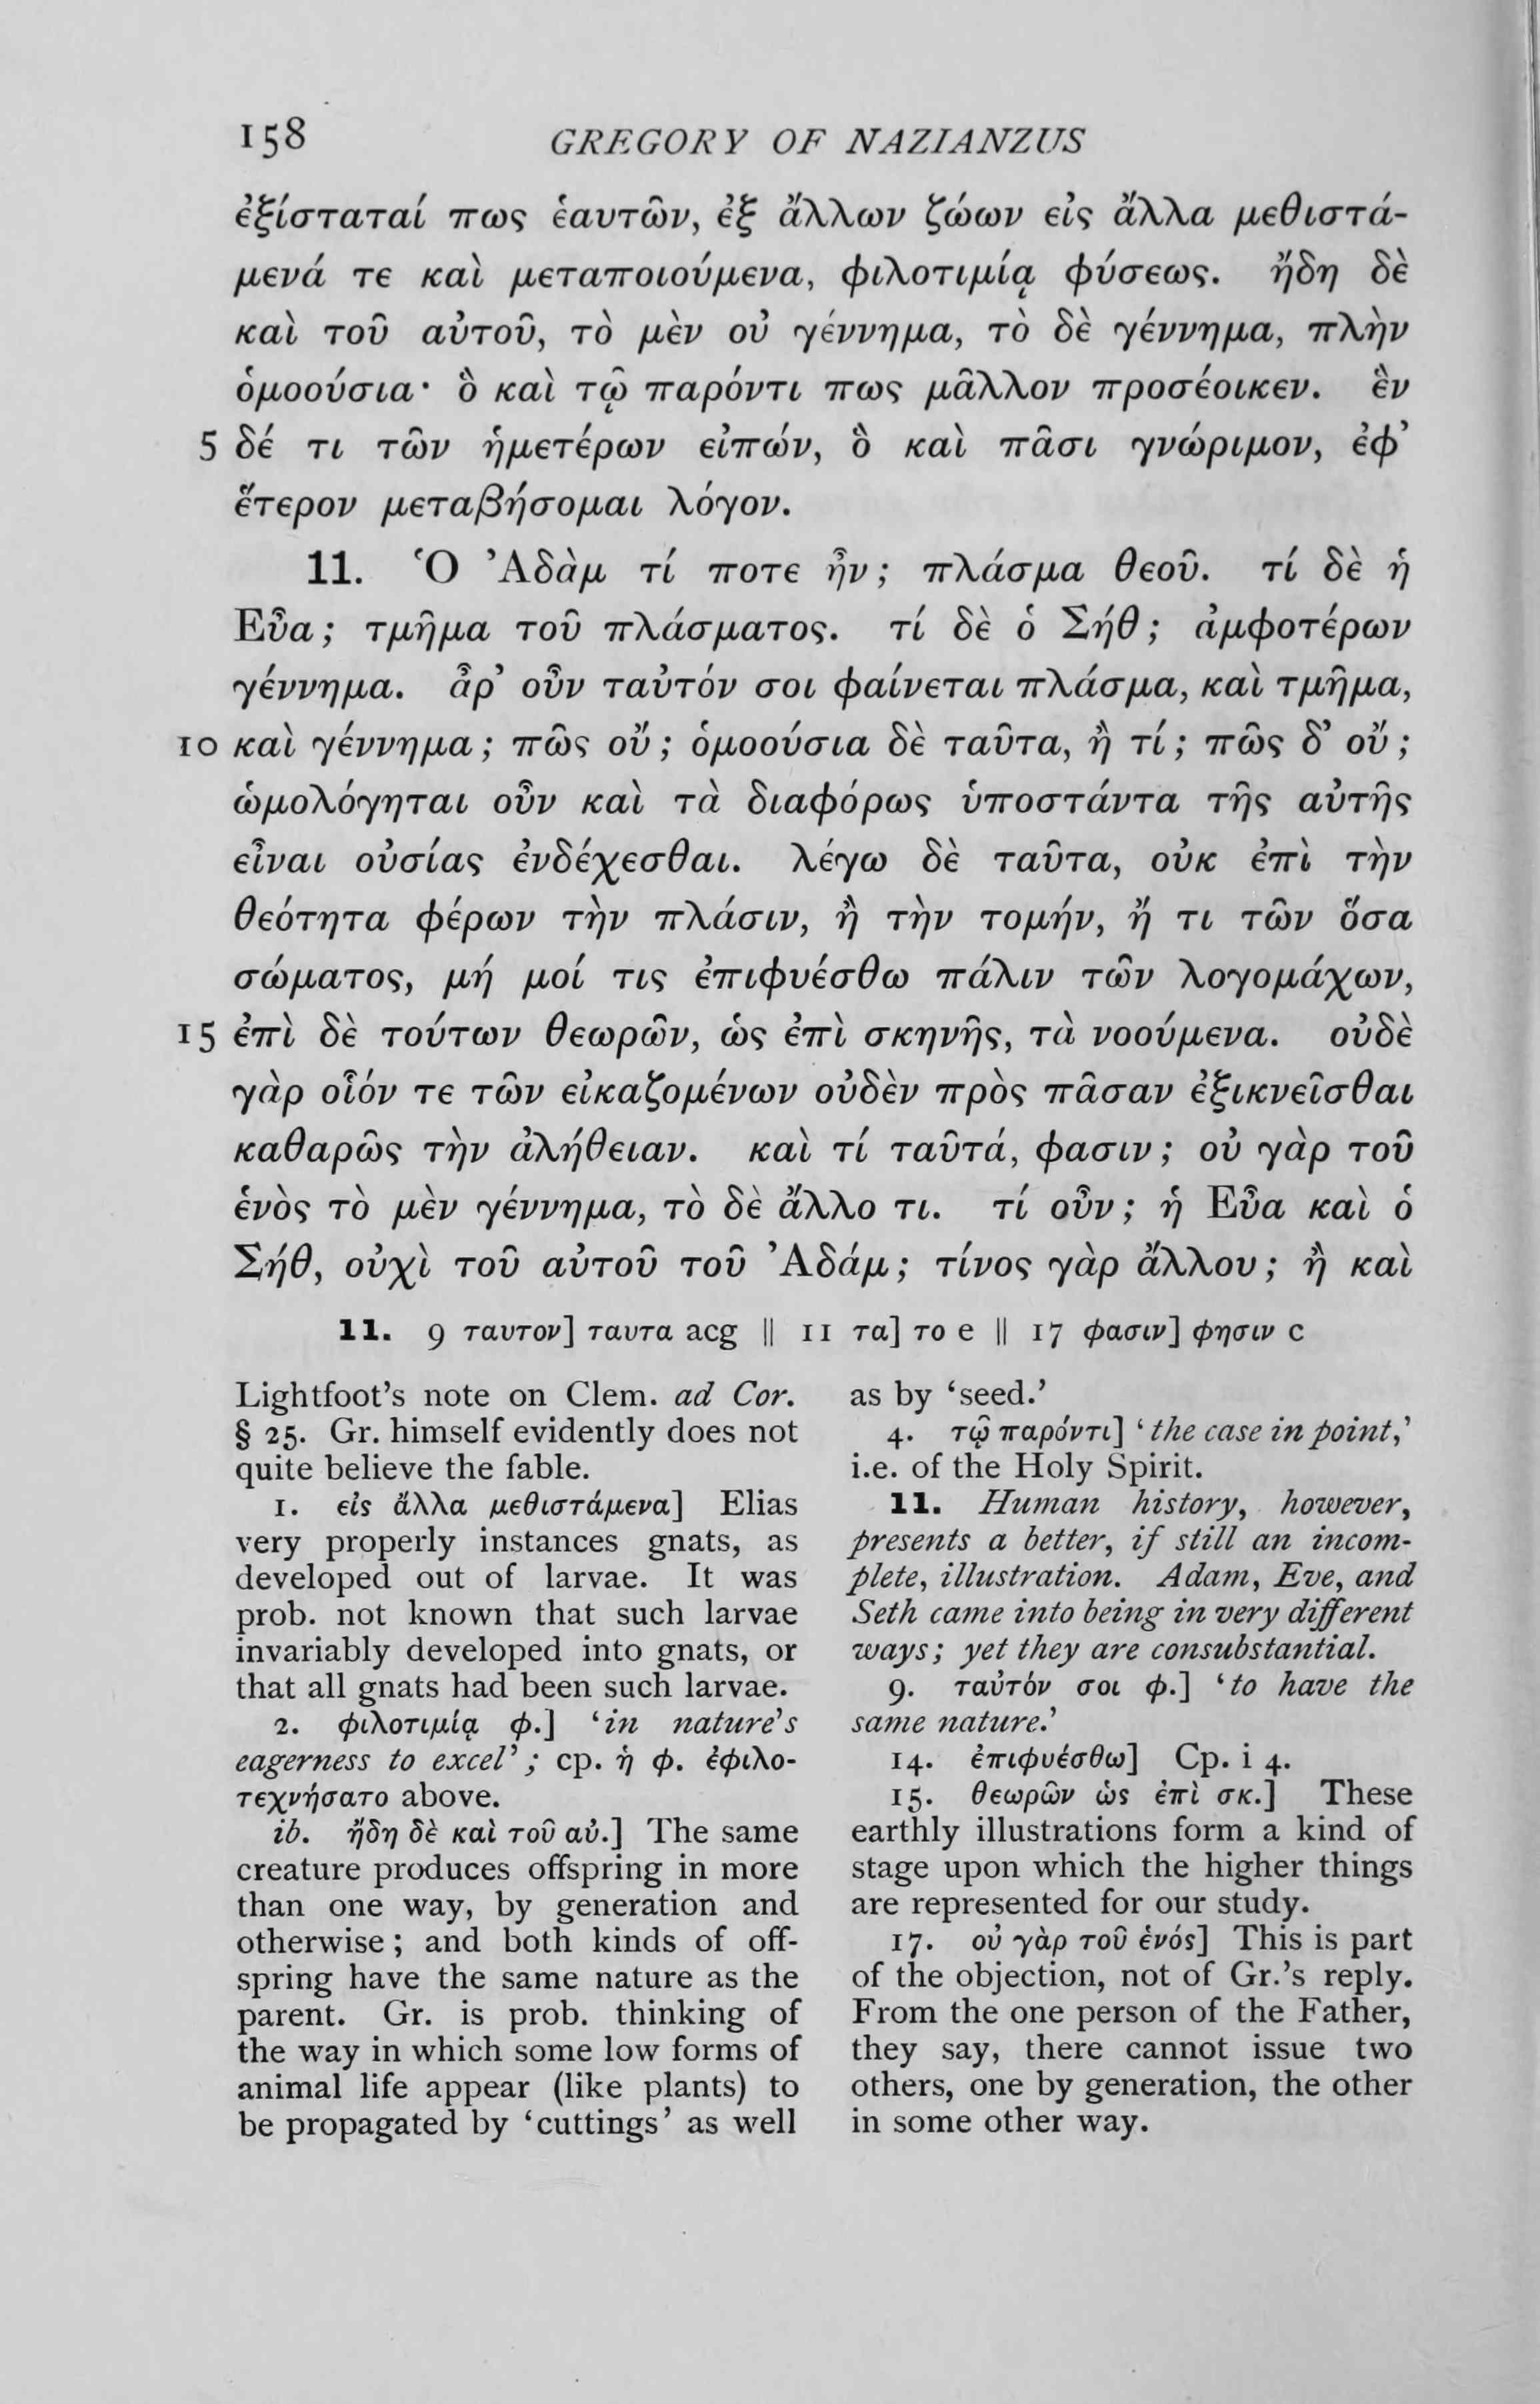 158
GREGORY OF NAZIANZUS
ἐξίσταταί πως ἑαυτῶν, ἐξ ἄλλων ζώων εἰς ἄλλα μεθιστά-
μενά τε καὶ μεταποιούμενα, φιλοτιμίᾳ φύσεως. ἤδη δὲ
καὶ τοῦ αὐτοῦ, τὸ μὲν οὐ γέννημα, τὸ δὲ γέννημα, πλὴν
ὁμοούσια· ὃ καὶ τῷ παρόντι πως μᾶλλον προσέοικεν. ἓν
5 δέ τι τῶν ἡμετέρων εἰπών, ὃ καὶ πᾶσι γνώριμον, ἐφ’
ἕτερον μεταβήσομαι λόγον.
11. Ὁ Ἀδὰμ τί ποτε ἦν; πλάσμα θεοῦ. τί δὲ ἡ
Εὖα; τμῆμα τοῦ πλάσματος. τί δὲ ὁ Σήθ; ἀμφοτέρων
γέννημα. ἆρ’ οὖν ταὐτόν σοι φαίνεται πλάσμα, καὶ τμῆμα,
10 καὶ γέννημα; πῶς οὔ; ὁμοούσια δὲ ταῦτα, ἢ τί; πῶς δ’ οὔ;
ὡμολόγηται οὖν καὶ τὰ διαφόρως ὑποστάντα τῆς αὐτῆς
εἶναι οὐσίας ἐνδέχεσθαι. λέγω δὲ ταῦτα, οὐκ ἐπὶ τὴν
θεότητα φέρων τὴν πλάσιν, ἢ τὴν τομήν, ἤ τι τῶν ὅσα
σώματος, μή μοί τις ἐπιφυέσθω πάλιν τῶν λογομάχων,
15 ἐπὶ δὲ τούτων θεωρῶν, ὡς ἐπὶ σκηνῆς, τὰ νοούμενα. οὐδὲ
γὰρ οἷόν τε τῶν εἰκαζομένων οὐδὲν πρὸς πᾶσαν ἐξικνεῖσθαι
καθαρῶς τὴν ἀλήθειαν. καὶ τί ταῦτά, φασιν; οὐ γὰρ τοῦ
ἑνὸς τὸ μὲν γέννημα, τὸ δὲ ἄλλο τι. τί οὖν; ἡ Εὖα καὶ ὁ
Σήθ, οὐχὶ τοῦ αὐτοῦ τοῦ Ἀδάμ; τίνος γὰρ ἄλλου; ἢ καὶ
11. 9 ταυτον] ταυτα acg || 11 τα] το e || 17 φασιν] φησιν c
Lightfoot's note on Clem. ad Cor.
§ 25. Gr. himself evidently does not
quite believe the fable.
1. εἰς ἄλλα μεθιστάμενα] Elias
very properly instances gnats, as
developed out of larvae. It was
prob. not known that such larvae
invariably developed into gnats, or
that all gnats had been such larvae.
2. φιλοτιμίᾳ φ.] ‘in nature's
eagerness to excel’; cp. ἡ φ. ἐφιλο-
τεχνήσατο above.
ib. ἤδη δὲ καὶ τοῦ αὐ.] The same
creature produces offspring in more
than one way, by generation and
otherwise; and both kinds of off-
spring have the same nature as the
parent. Gr. is prob. thinking of
the way in which some low forms of
animal life appear (like plants) to
be propagated by ‘cuttings’ as well
as by ‘seed.’
4. τῷ παρόντι] ‘the case in point,’
i.e. of the Holy Spirit.
11. Human history, however,
presents a better, if still an incom-
plete, illustration. Adam, Eve, and
Seth came into being in very different
ways; yet they are consubstantial.
9. ταὐτόν σοι φ.] ‘to have the
same nature.’
14. ἐπιφυέσθω] Cp. i 4.
15. θεωρῶν ὡς ἐπὶ σκ.] These
earthly illustrations form a kind of
stage upon which the higher things
are represented for our study.
17. οὐ γὰρ τοῦ ἑνός] This is part
of the objection, not of Gr.'s reply.
From the one person of the Father,
they say, there cannot issue two
others, one by generation, the other
in some other way.